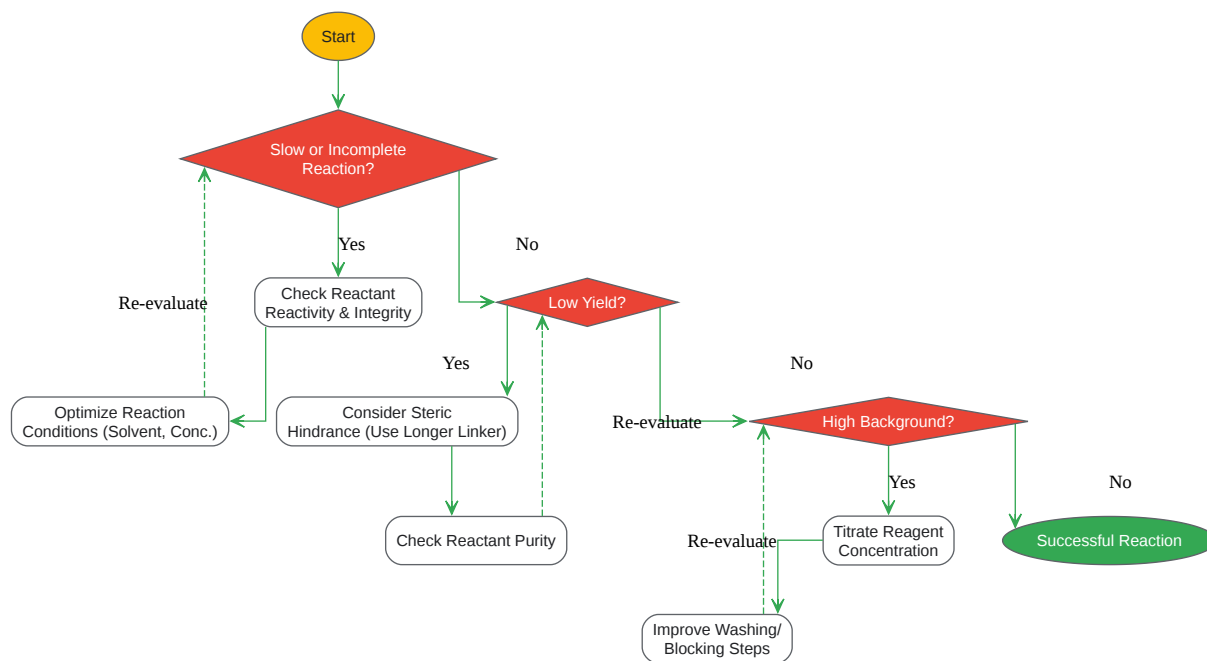 Start
Slow or Incomplete
Reaction?
Yes
No
Re-evaluate
Check Reactant
Reactivity & Integrity
Low Yield?
Yes
No
Optimize Reaction
Conditions (Solvent, Conc.)
Consider Steric
Hindrance (Use Longer Linker)
Re-evaluate
High Background?
Yes
No
Check Reactant Purity
Re-evaluate
Titrate Reagent
Concentration
Successful Reaction
Improve Washing/
Blocking Steps